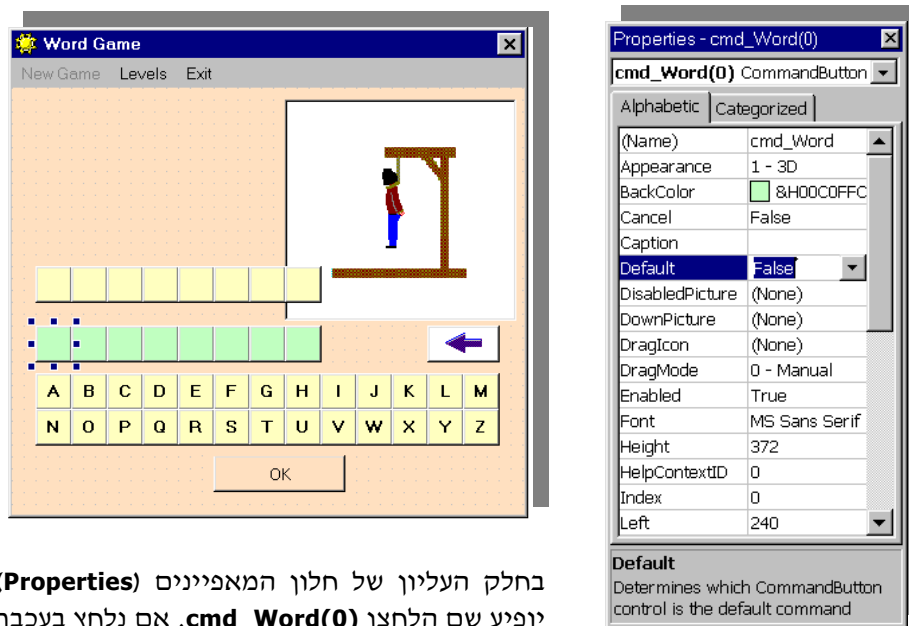 Word Game
New Game Levels Exit
A B C D E F G H I J K L M
N O P Q R S T U V W X Y Z
OK
Properties - cmd_Word(0)
cmd_Word(0) CommandButton
Alphabetic Categorized
(Name) cmd_Word
Appearance 1 - 3D
BackColor &H00C0FFC
Cancel False
Caption
Default False
DisabledPicture (None)
DownPicture (None)
DragIcon (None)
DragMode 0 - Manual
Enabled True
Font MS Sans Serif
Height 372
HelpContextID 0
Index 0
Left 240
Default
Determines which CommandButton
control is the default command
בחלק העליון של חלון המאפיינים (Properties)
יופיע שם הלחצן cmd_Word(0). אם נלחץ בעכבר